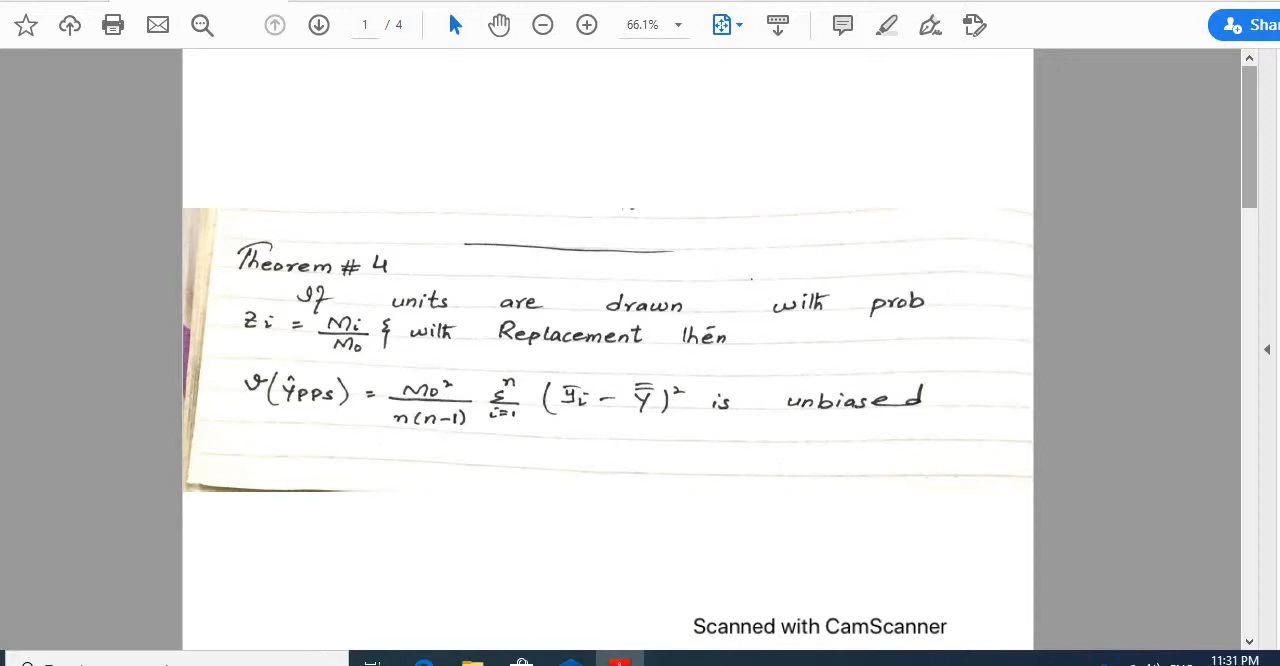 1 / 4
66.1%
Shar
Theorem # 4
If units are drawn with prob
Zi = Mi/M0 & with Replacement then
v(ŶPPS) = M0²/n(n-1) Σⁿi=1 (ȳi - Y̿)² is unbiased
Scanned with CamScanner
11:31 PM